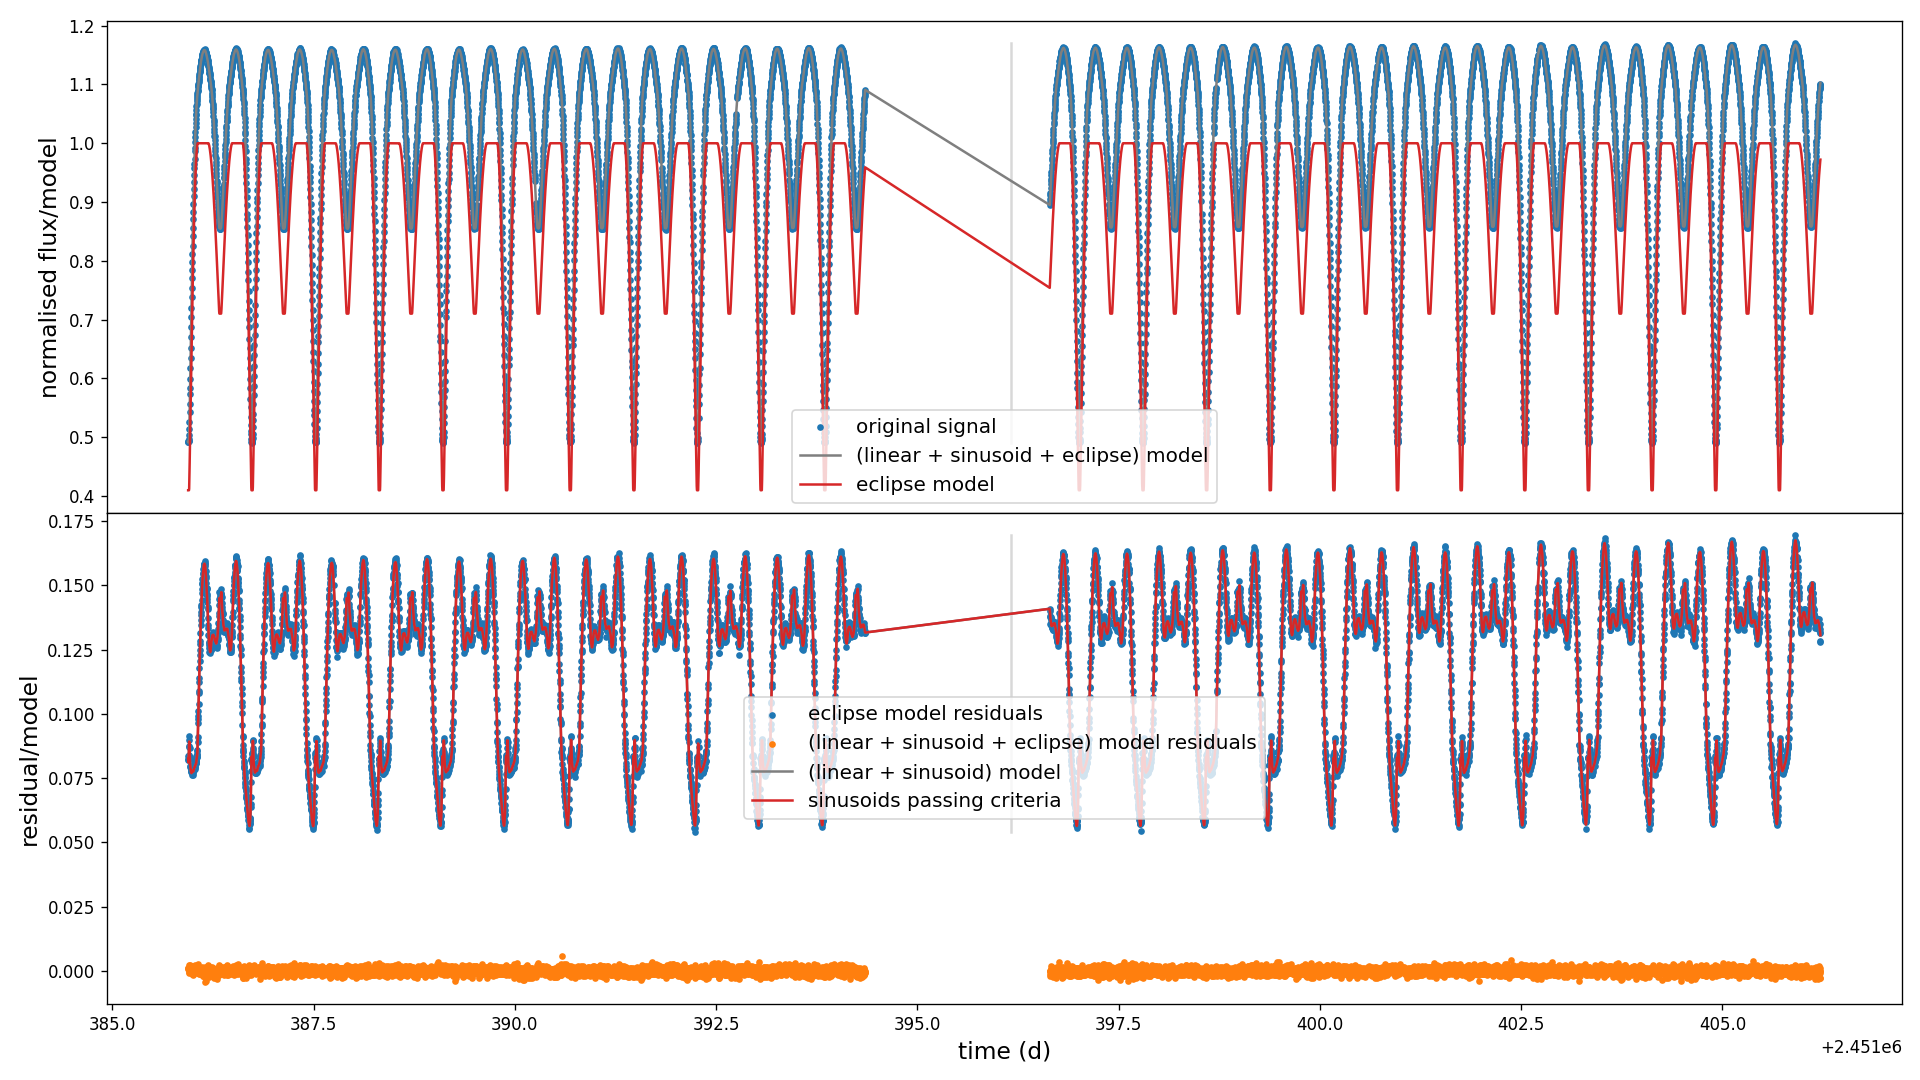 1.2
1.1
1.0
0.9
0.8
0.7
0.6
0.5
0.4
normalised flux/model
original signal
(linear + sinusoid + eclipse) model
eclipse model
0.175
0.150
0.125
0.100
0.075
0.050
0.025
0.000
residual/model
eclipse model residuals
(linear + sinusoid + eclipse) model residuals
(linear + sinusoid) model
sinusoids passing criteria
385.0 387.5 390.0 392.5 395.0 397.5 400.0 402.5 405.0
time (d)
+2.451e6